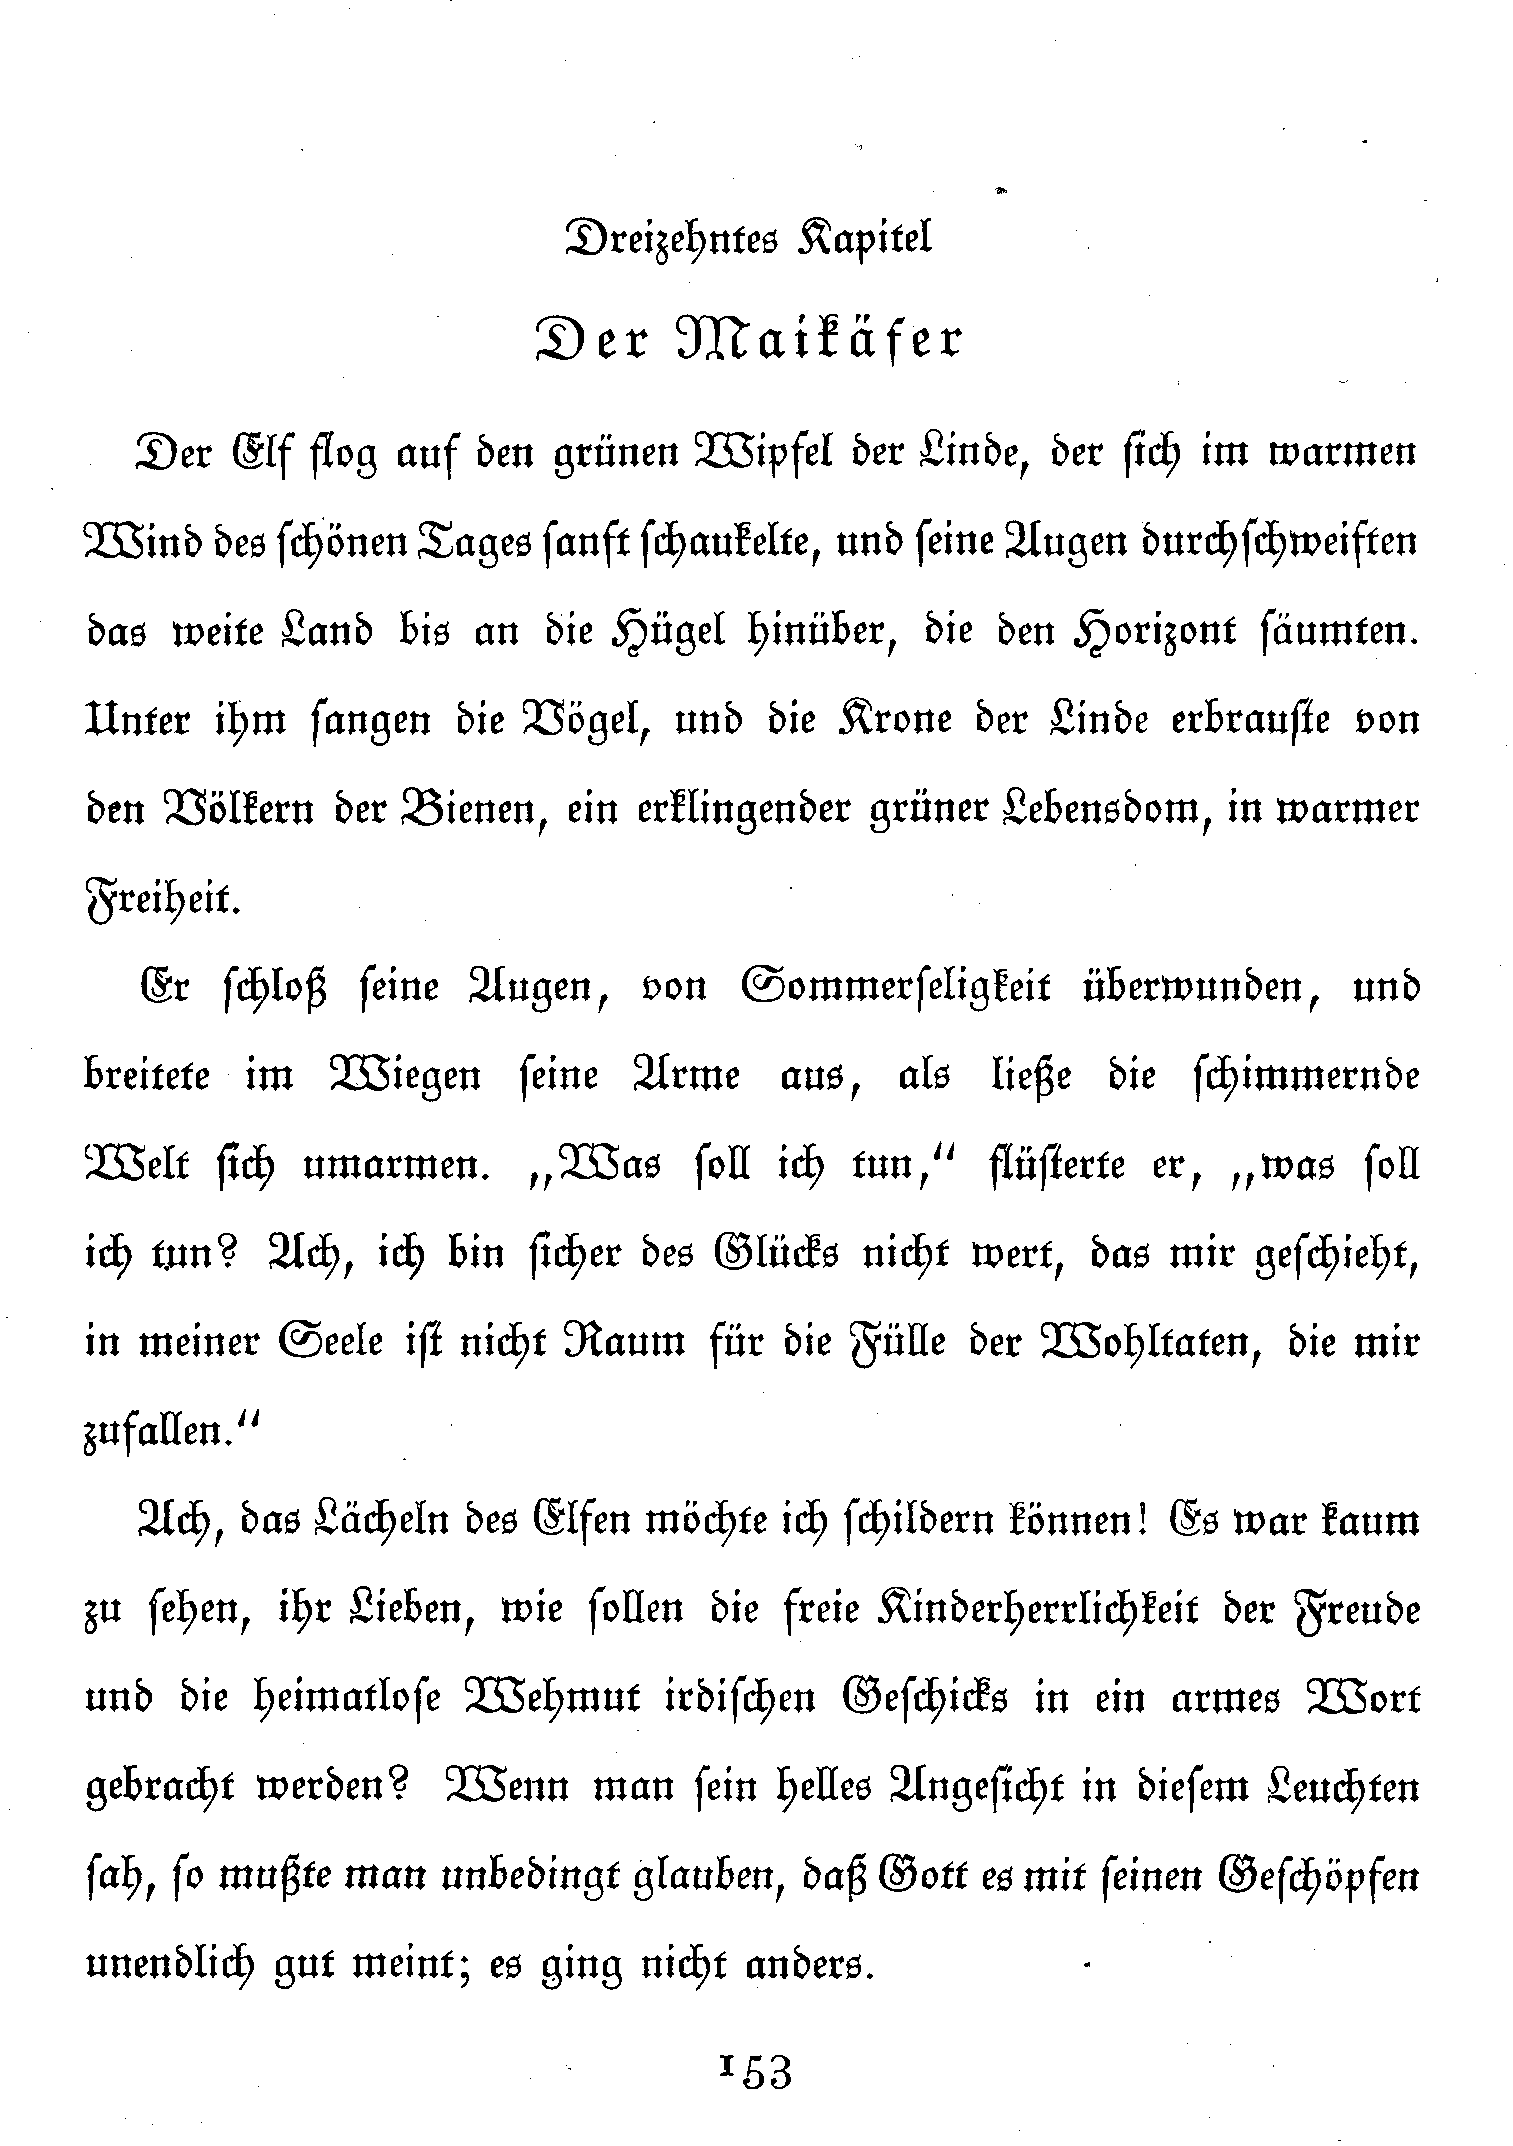 Dreizehntes Kapitel
Der Maikäfer
Der Elf flog auf den grünen Wipfel der Linde, der sich im warmen
Wind des schönen Tages sanft schaukelte, und seine Augen durchschweiften
das weite Land bis an die Hügel hinüber, die den Horizont säumten.
Unter ihm sangen die Vögel, und die Krone der Linde erbrauste von
den Völkern der Bienen, ein erklingender grüner Lebensdom, in warmer
Freiheit.
Er schloß seine Augen, von Sommerseligkeit überwunden, und
breitete im Wiegen seine Arme aus, als ließe die schimmernde
Welt sich umarmen. „Was soll ich tun,“ flüsterte er, „was soll
ich tun? Ach, ich bin sicher des Glücks nicht wert, das mir geschieht,
in meiner Seele ist nicht Raum für die Fülle der Wohltaten, die mir
zufallen.“
Ach, das Lächeln des Elfen möchte ich schildern können! Es war kaum
zu sehen, ihr Lieben, wie sollen die freie Kinderherrlichkeit der Freude
und die heimatlose Wehmut irdischen Geschicks in ein armes Wort
gebracht werden? Wenn man sein helles Angesicht in diesem Leuchten
sah, so mußte man unbedingt glauben, daß Gott es mit seinen Geschöpfen
unendlich gut meint; es ging nicht anders.
153